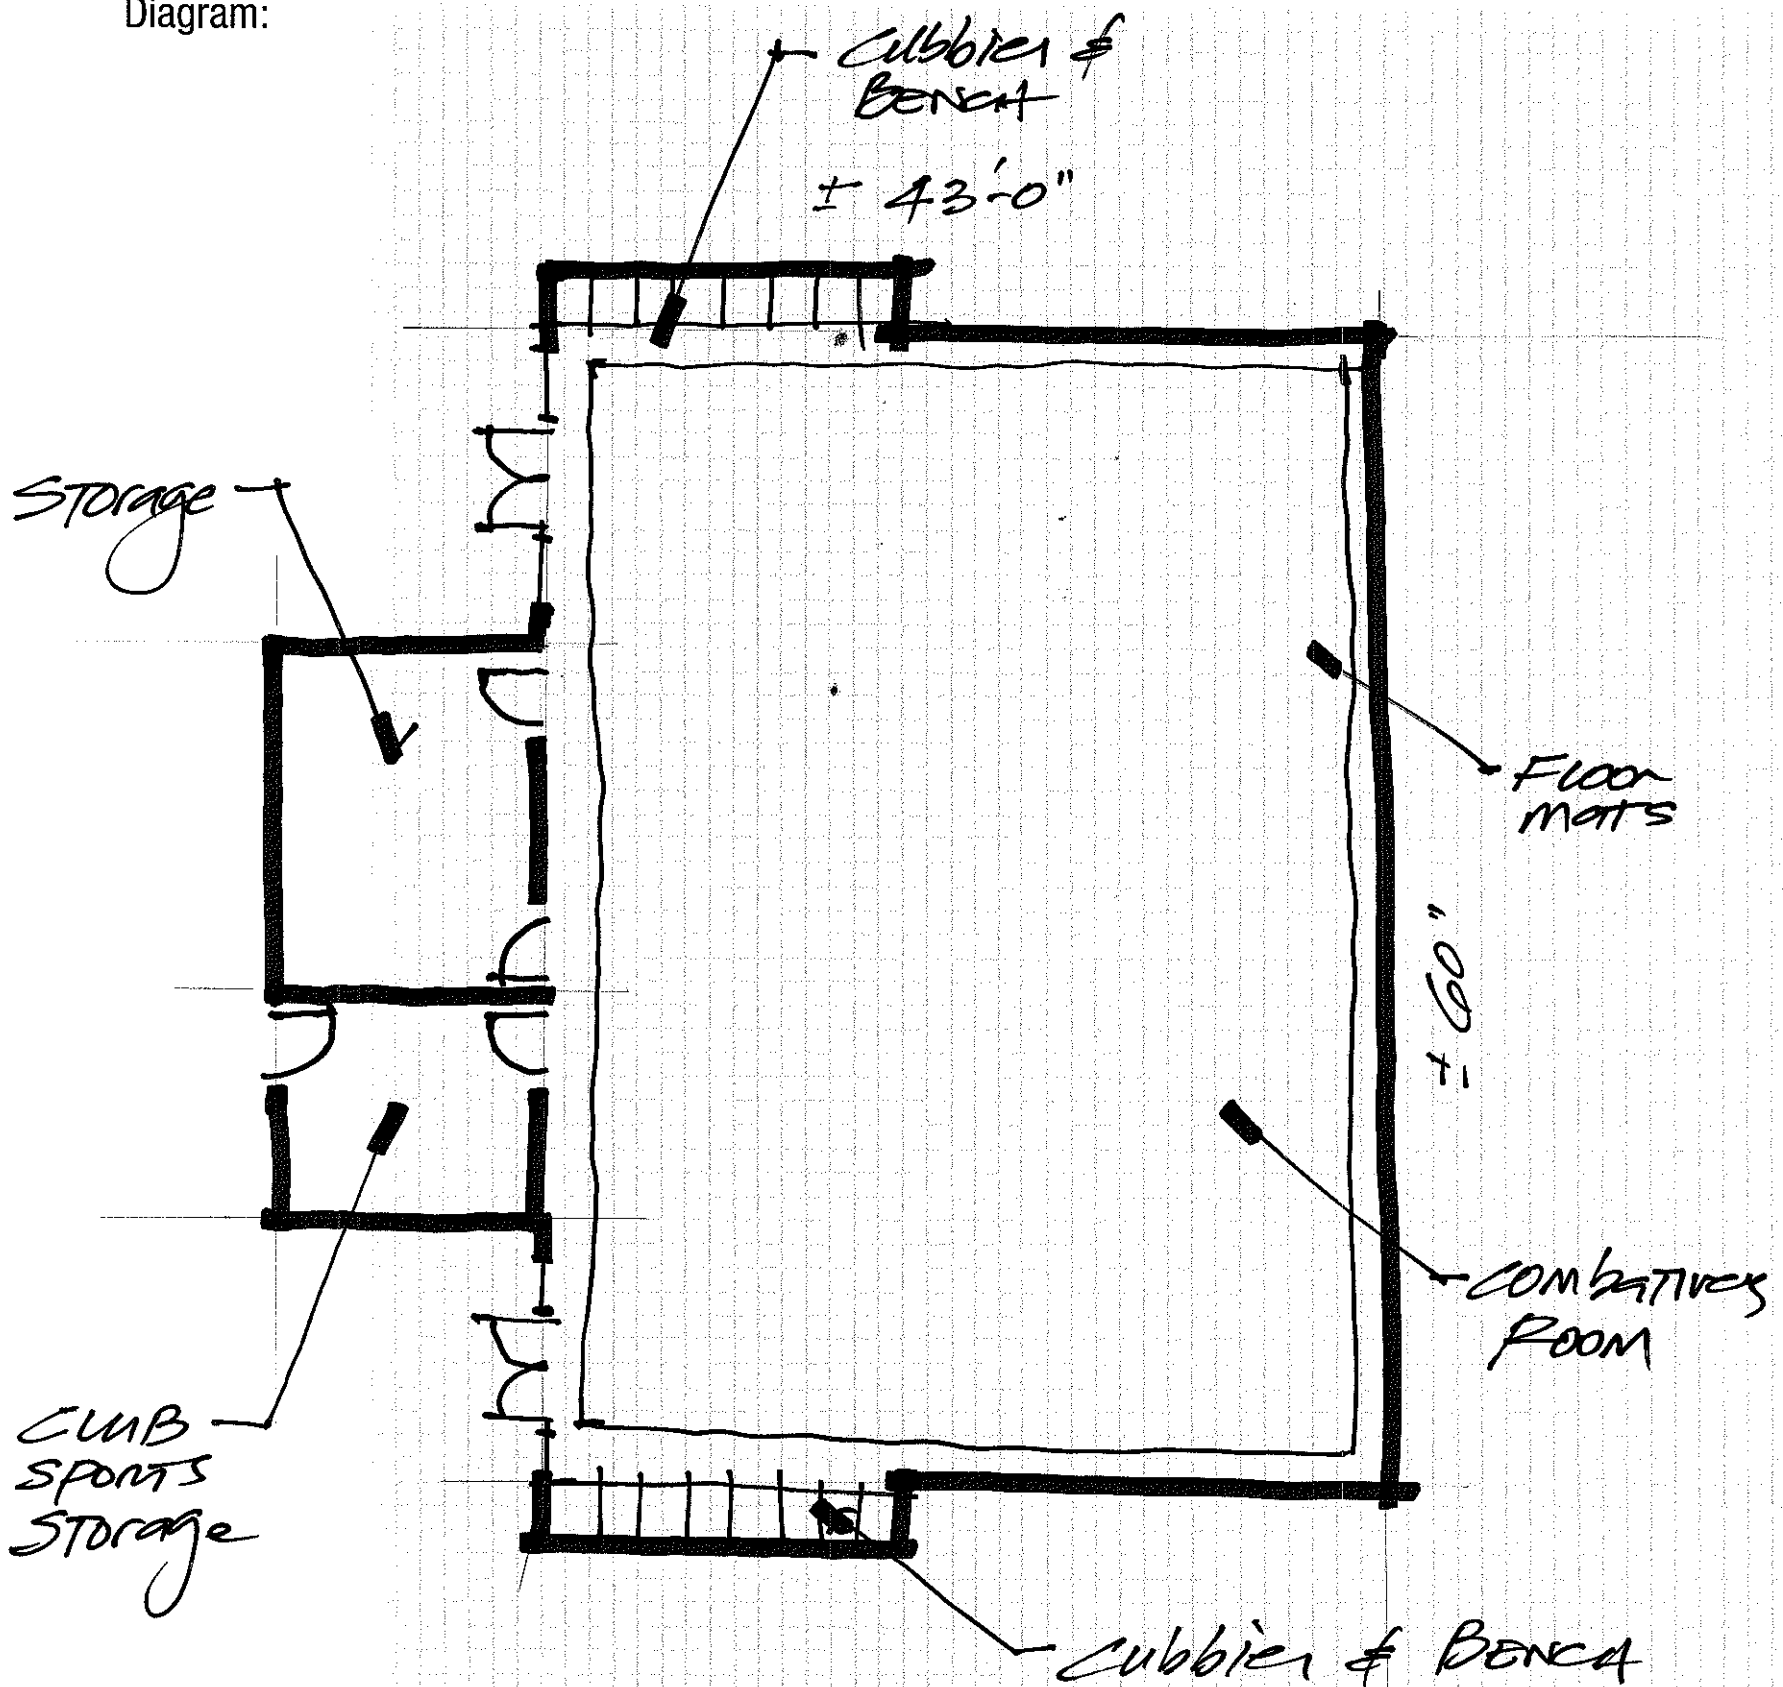 Diagram:
Cubbies &
BENCH
± 43'-0"
STorage
FLoor
maTS
± 60"
CombaTives
Room
CLUB
SPORTS
STorage
Cubbies & BENCH